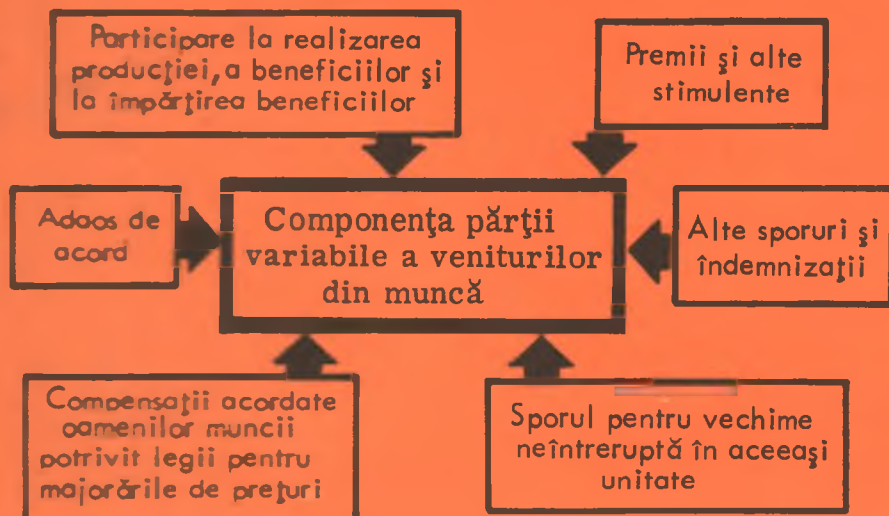 Participare la realizarea
producţiei, a beneficiilor şi
la împărţirea beneficiilor
Premii şi alte
stimulente
Adaos de
acord
Componenţa părţii
variabile a veniturilor
din muncă
Alte sporuri şi
îndemnizaţii
Compensaţii acordate
oamenilor muncii
potrivit legii pentru
majorările de preţuri
Sporul pentru vechime
neîntreruptă în aceeaşi
unitate